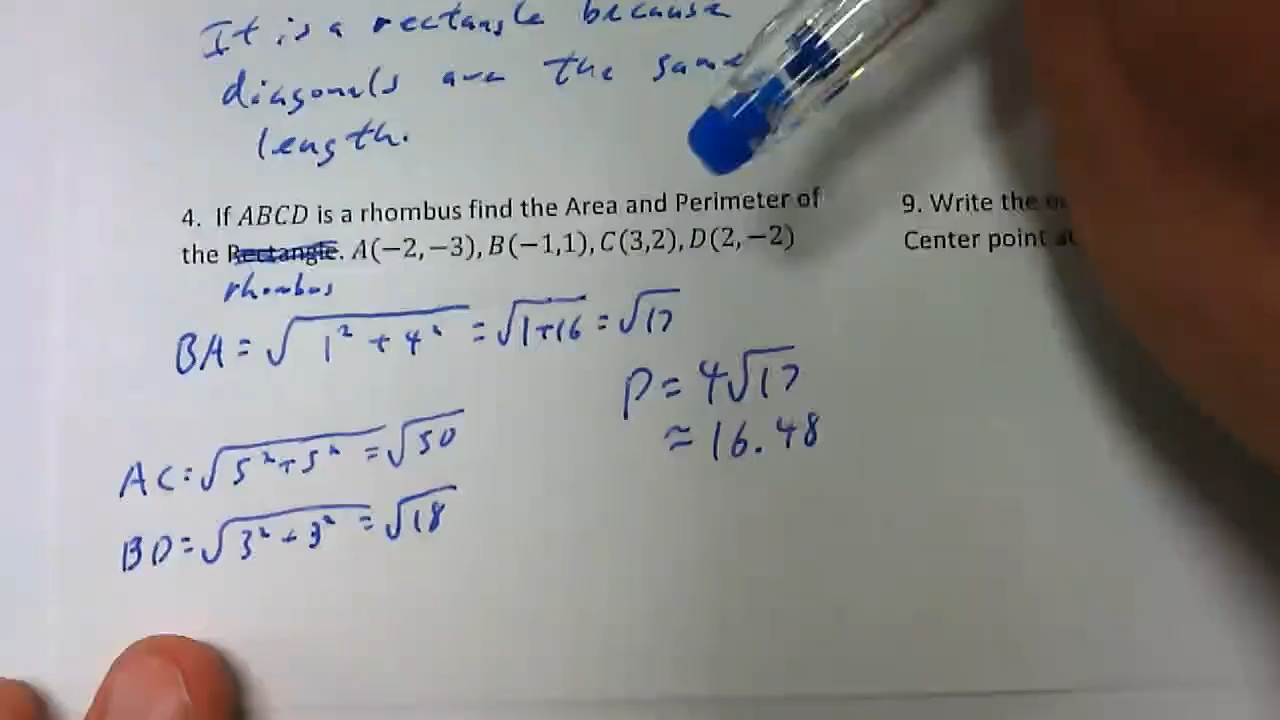 It is a rectangle because
diagonals are the same
length.
4. If ABCD is a rhombus find the Area and Perimeter of
the Rectangle. A(−2,−3), B(−1,1), C(3,2), D(2,−2)
rhombus
BA = √(1² + 4²) = √(1+16) = √17
P = 4√17
≈ 16.48
AC = √(5² + 5²) = √50
BD = √(3² + 3²) = √18
9. Write the
Center point